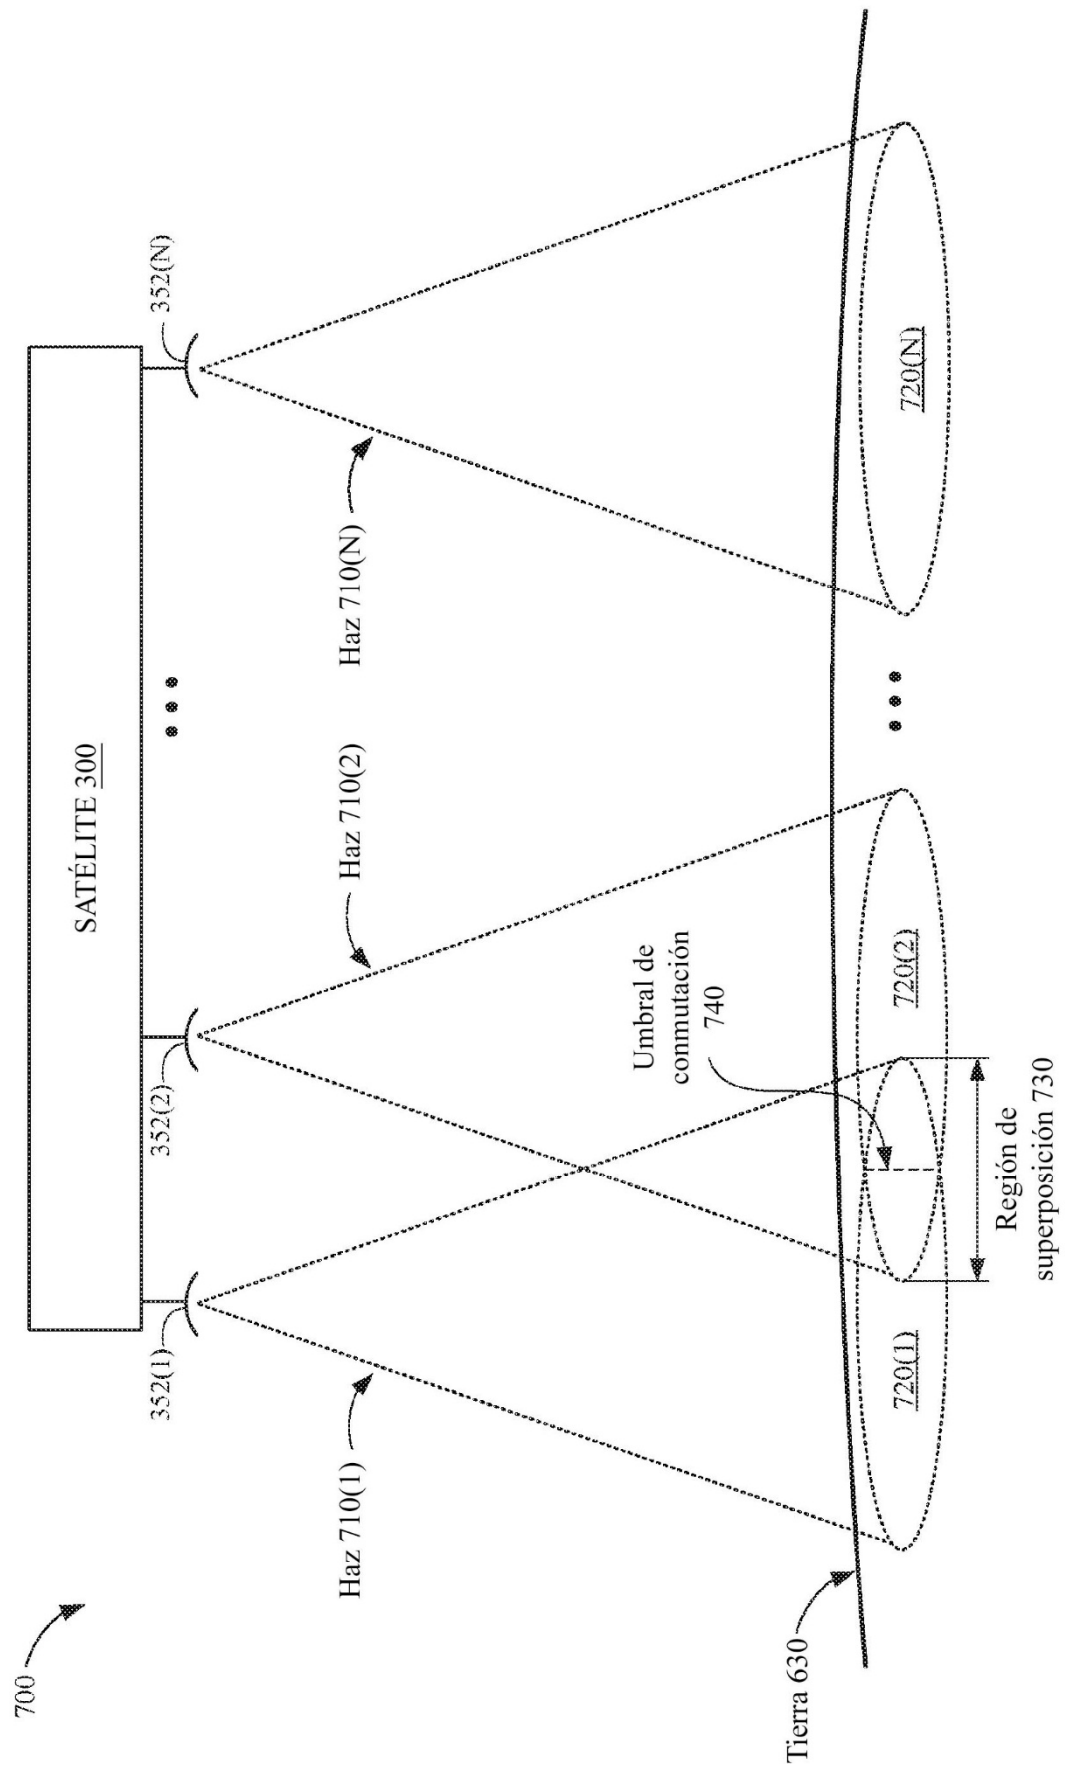 700
SATÉLITE 300
352(1)
352(2)
352(N)
Haz 710(1)
Haz 710(2)
Haz 710(N)
Umbral de
conmutación
740
Tierra 630
720(1)
720(2)
720(N)
Región de
superposición 730